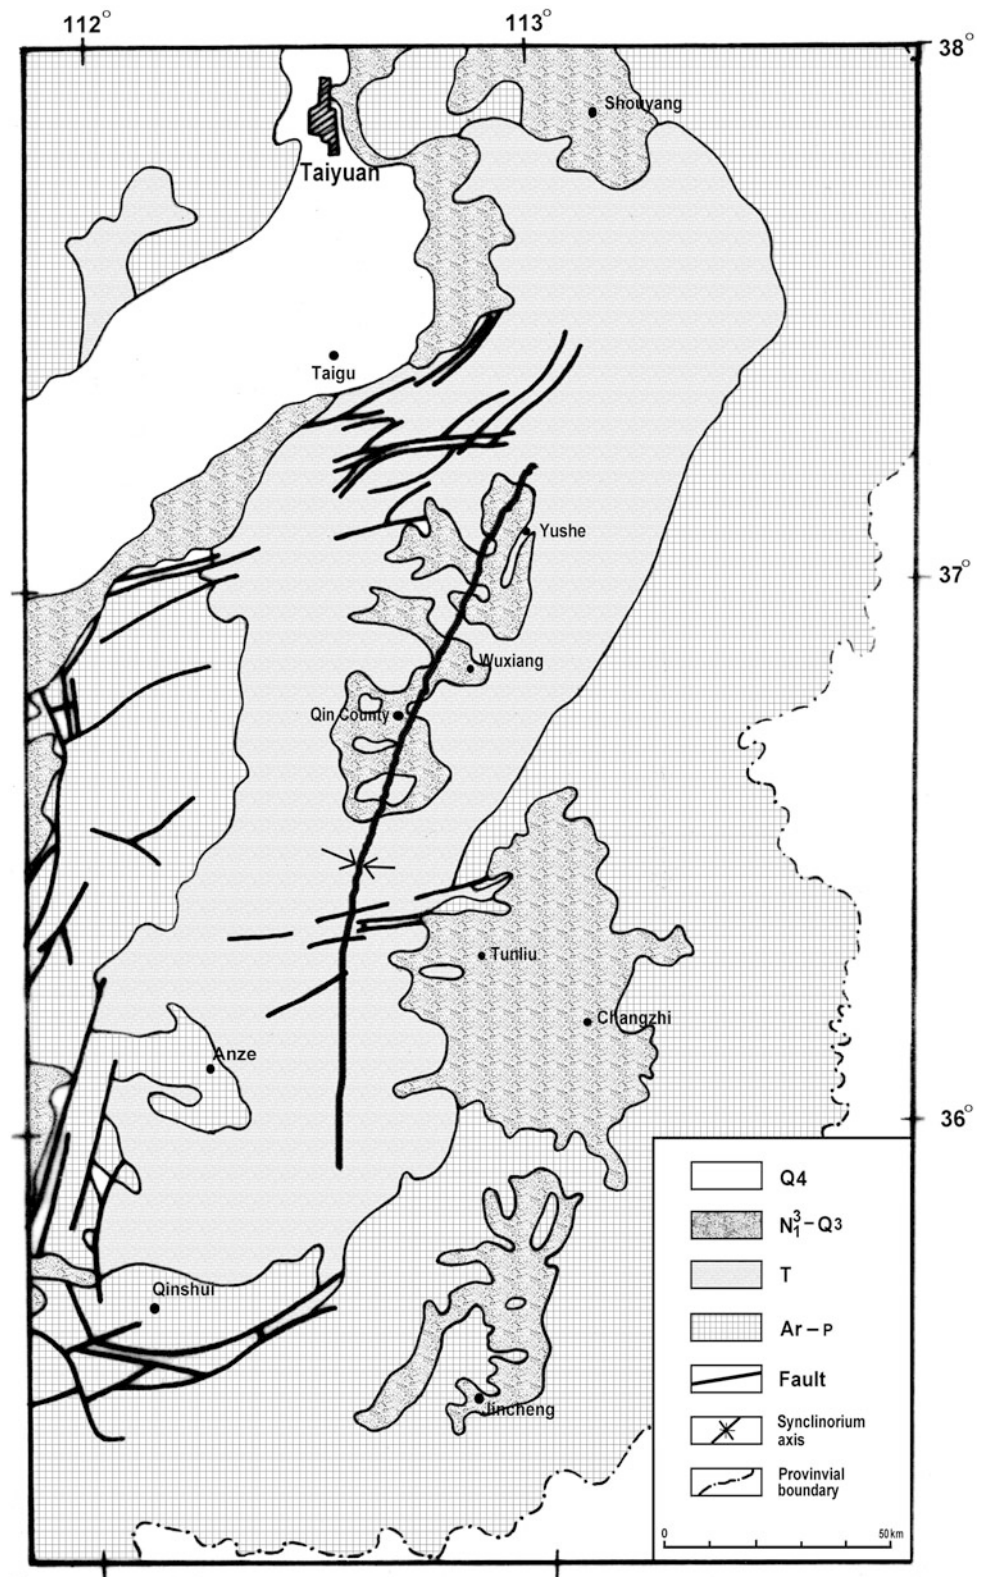 112° 113°
38°
Shouyang
Taiyuan
Taigu
Yushe
37°
Wuxiang
Qin County
Tunliu
Changzhi
Anze
36°
Qinshui
Jincheng
Q4
N₁³–Q3
T
Ar–P
Fault
Synclinorium
axis
Provinvial
boundary
0 50km